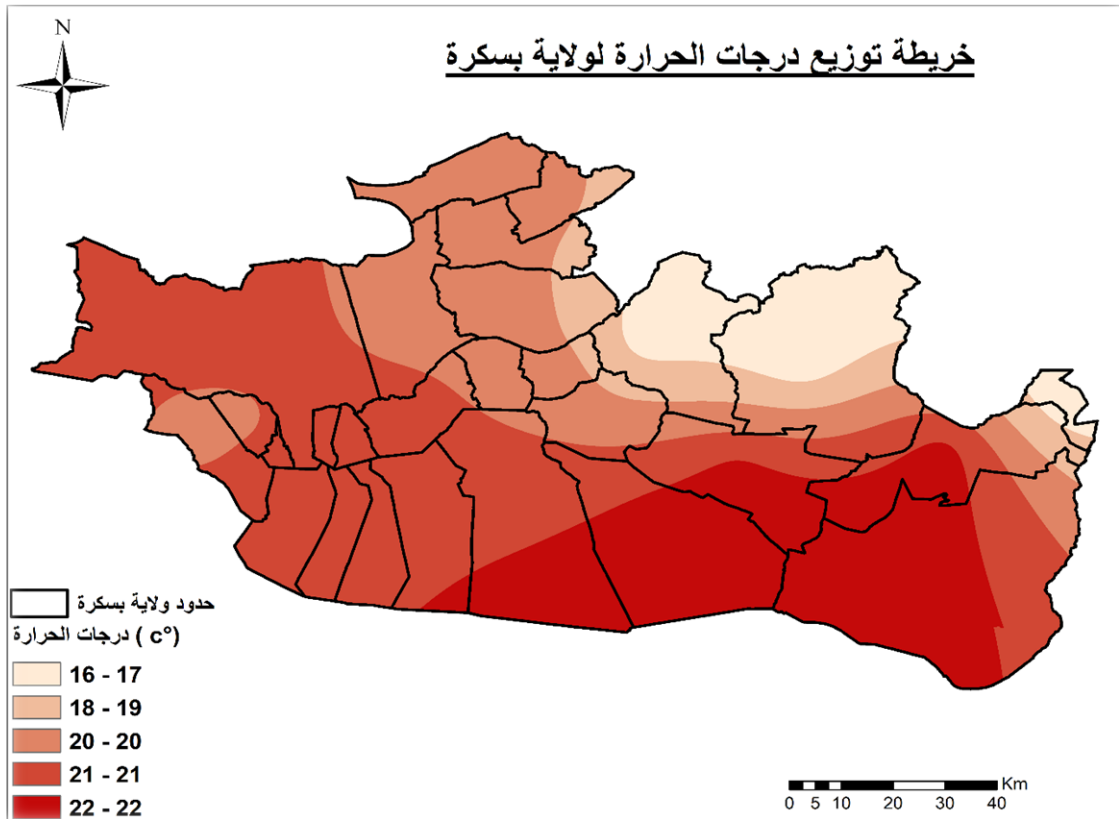 N
خريطة توزيع درجات الحرارة لولاية بسكرة
حدود ولاية بسكرة
درجات الحرارة ( c°)
16 - 17
18 - 19
20 - 20
21 - 21
22 - 22
Km
0 5 10 20 30 40